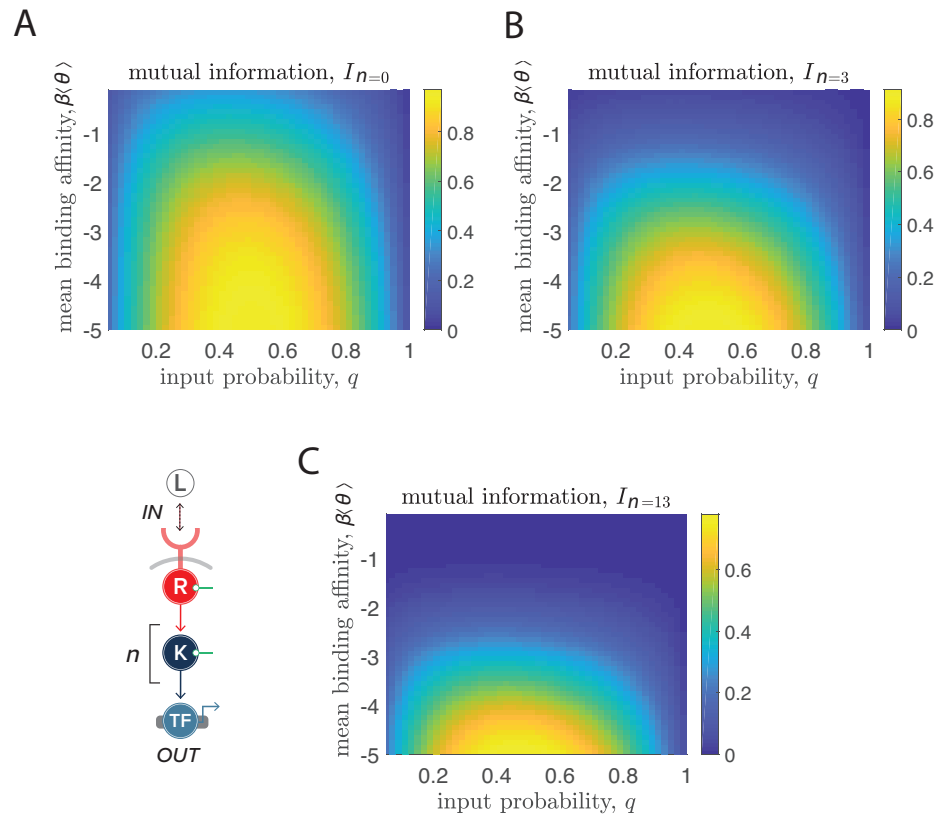 A
mutual information, I n=0
mean binding affinity, β⟨θ⟩
-1
-2
-3
-4
-5
0.2 0.4 0.6 0.8 1
input probability, q
0.8
0.6
0.4
0.2
0
B
mutual information, I n=3
mean binding affinity, β⟨θ⟩
-1
-2
-3
-4
-5
0.2 0.4 0.6 0.8 1
input probability, q
0.8
0.6
0.4
0.2
0
L
IN
R
n
K
TF
OUT
C
mutual information, I n=13
mean binding affinity, β⟨θ⟩
-1
-2
-3
-4
-5
0.2 0.4 0.6 0.8 1
input probability, q
0.6
0.4
0.2
0